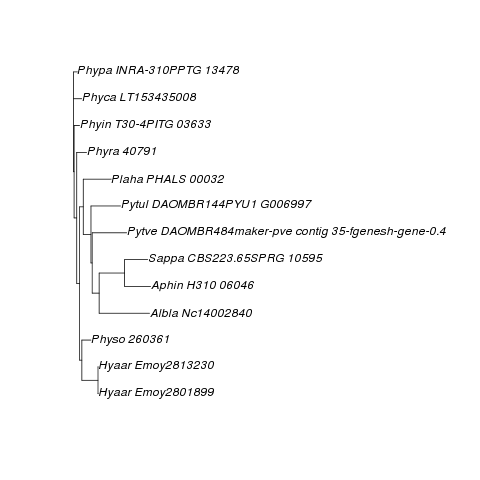 Phypa INRA-310PPTG 13478
Phyca LT153435008
Phyin T30-4PITG 03633
Phyra 40791
Plaha PHALS 00032
Pytul DAOMBR144PYU1 G006997
Pytve DAOMBR484maker-pve contig 35-fgenesh-gene-0.4
Sappa CBS223.65SPRG 10595
Aphin H310 06046
Albla Nc14002840
Physo 260361
Hyaar Emoy2813230
Hyaar Emoy2801899